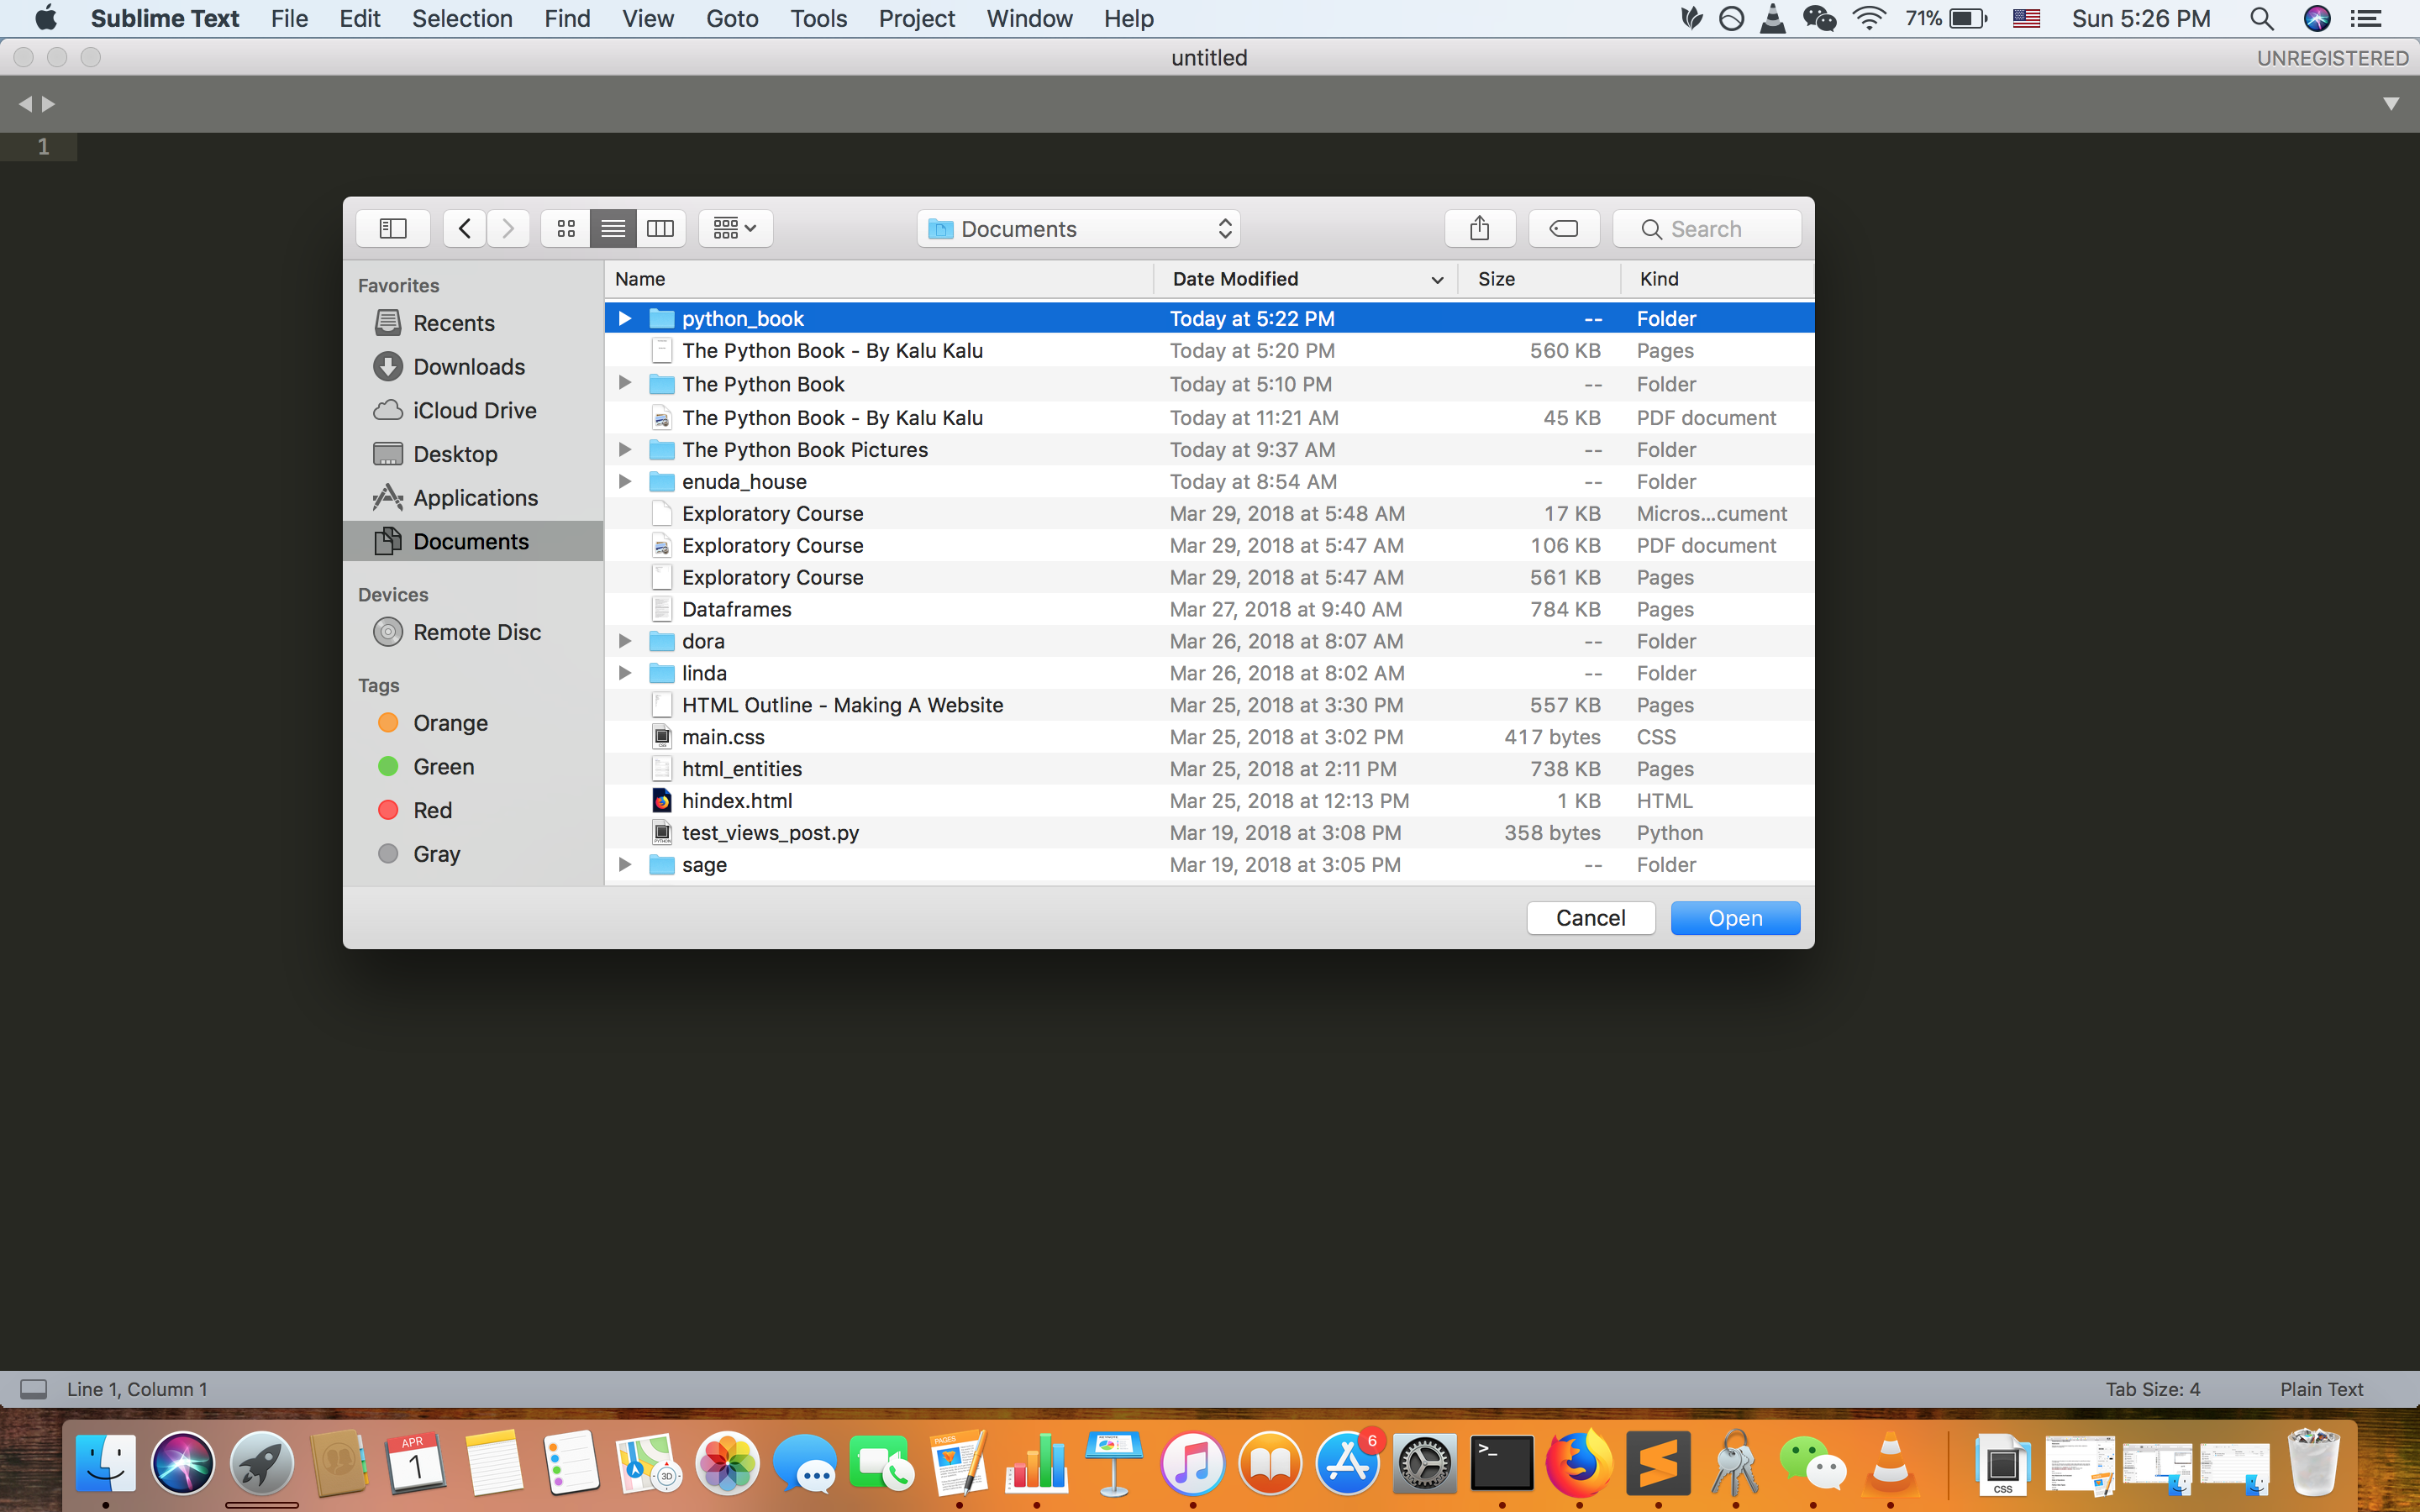 Sublime Text File Edit Selection Find View Goto Tools Project Window Help 71% Sun 5:26 PM
untitled UNREGISTERED
1
Documents Search
Name Date Modified Size Kind
Favorites
Recents
Downloads
iCloud Drive
Desktop
Applications
Documents
Devices
Remote Disc
Tags
Orange
Green
Red
Gray
python_book Today at 5:22 PM -- Folder
The Python Book - By Kalu Kalu Today at 5:20 PM 560 KB Pages
The Python Book Today at 5:10 PM -- Folder
The Python Book - By Kalu Kalu Today at 11:21 AM 45 KB PDF document
The Python Book Pictures Today at 9:37 AM -- Folder
enuda_house Today at 8:54 AM -- Folder
Exploratory Course Mar 29, 2018 at 5:48 AM 17 KB Micros...cument
Exploratory Course Mar 29, 2018 at 5:47 AM 106 KB PDF document
Exploratory Course Mar 29, 2018 at 5:47 AM 561 KB Pages
Dataframes Mar 27, 2018 at 9:40 AM 784 KB Pages
dora Mar 26, 2018 at 8:07 AM -- Folder
linda Mar 26, 2018 at 8:02 AM -- Folder
HTML Outline - Making A Website Mar 25, 2018 at 3:30 PM 557 KB Pages
main.css Mar 25, 2018 at 3:02 PM 417 bytes CSS
html_entities Mar 25, 2018 at 2:11 PM 738 KB Pages
hindex.html Mar 25, 2018 at 12:13 PM 1 KB HTML
test_views_post.py Mar 19, 2018 at 3:08 PM 358 bytes Python
sage Mar 19, 2018 at 3:05 PM -- Folder
Cancel Open
Line 1, Column 1 Tab Size: 4 Plain Text
APR
1
3D
PAGES
6
>_
CSS